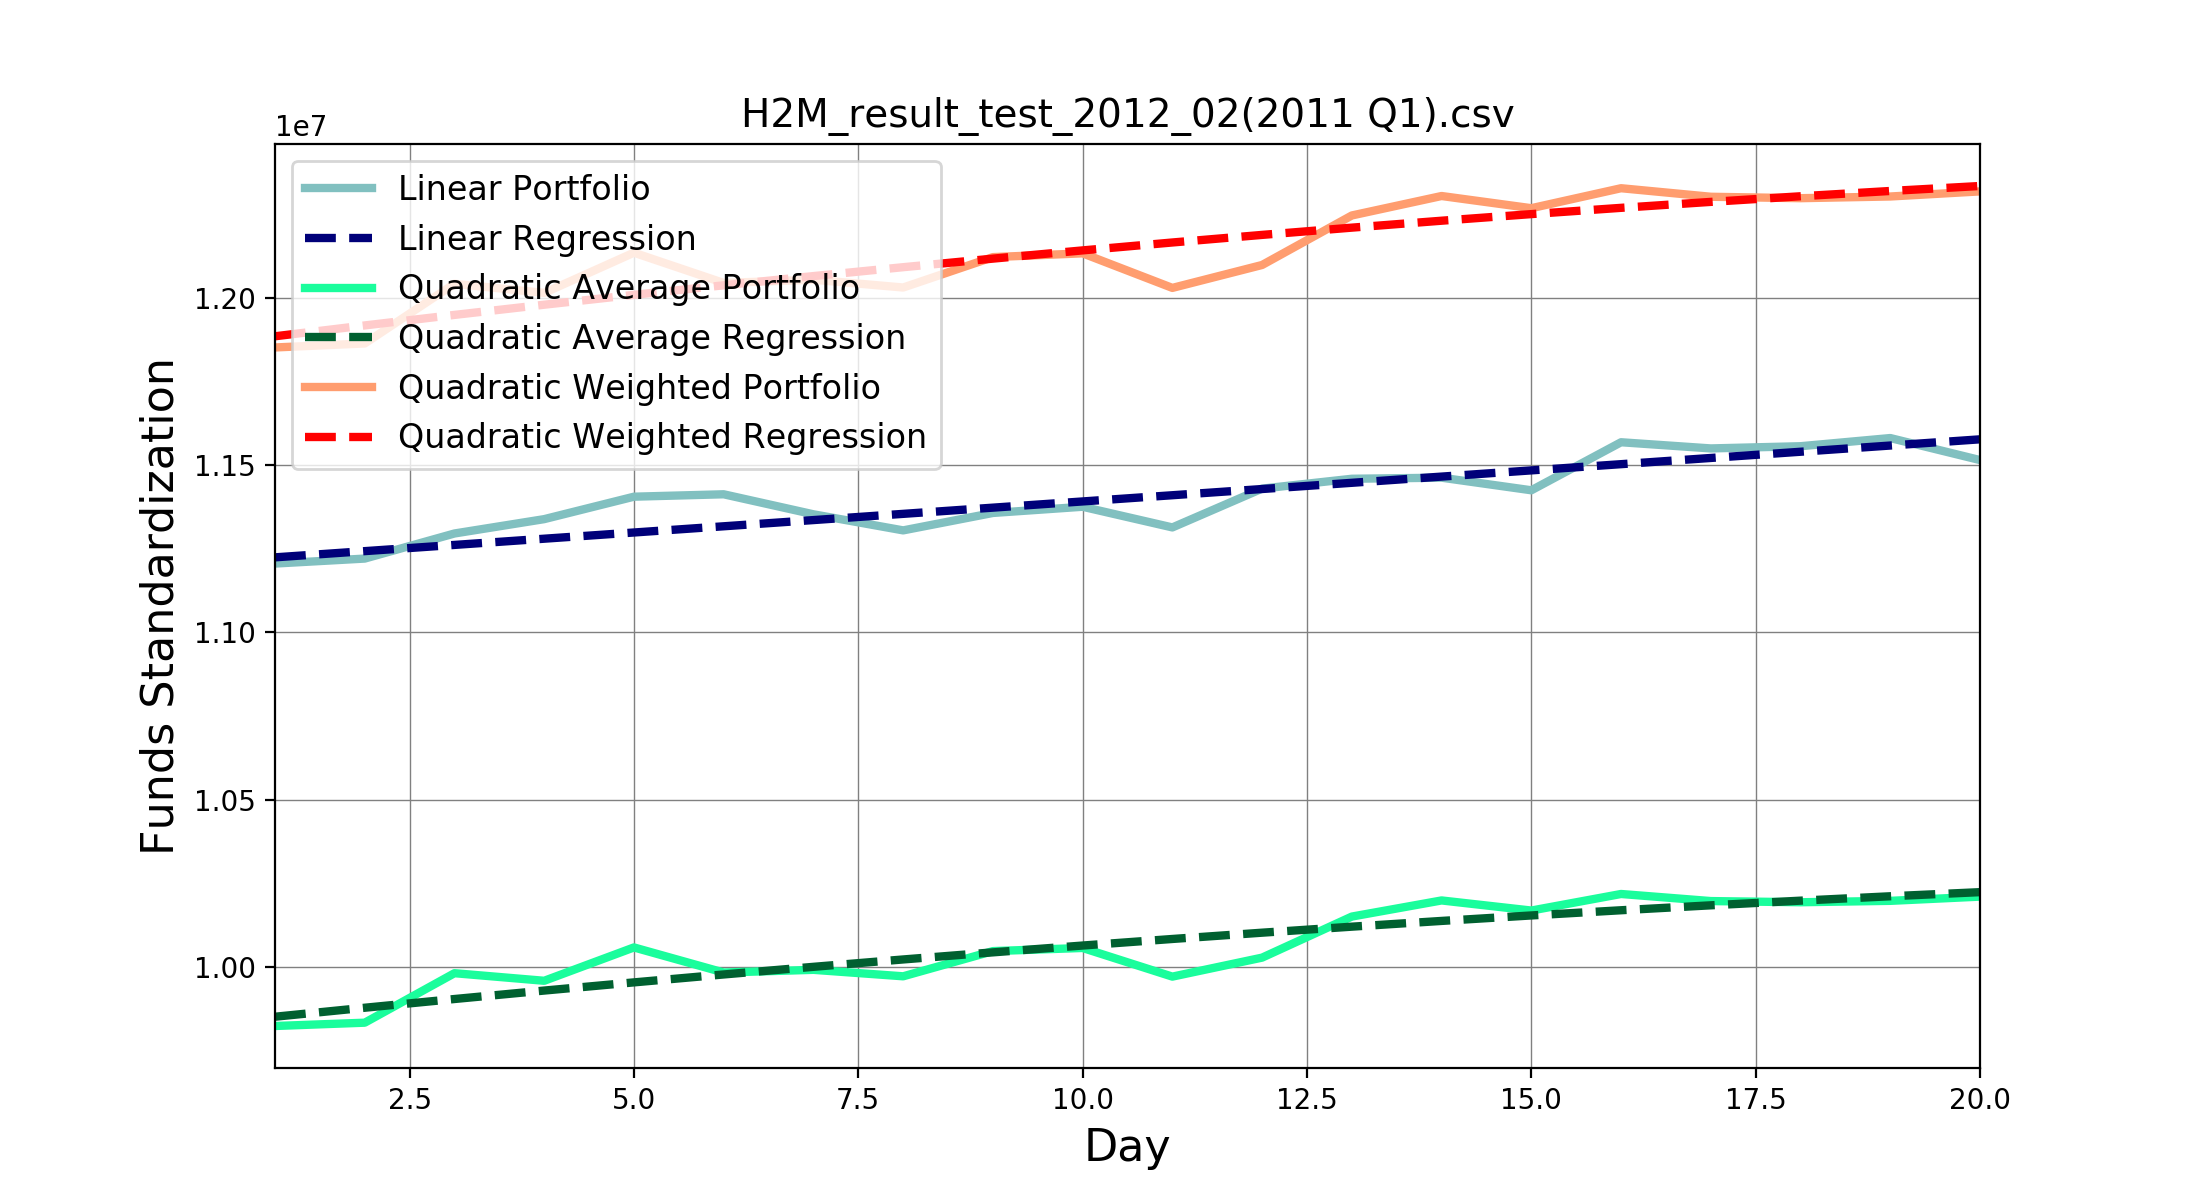 H2M_result_test_2012_02(2011 Q1).csv
1e7
Linear Portfolio
Linear Regression
Quadratic Average Portfolio
Quadratic Average Regression
Quadratic Weighted Portfolio
Quadratic Weighted Regression
1.20
1.15
1.10
1.05
1.00
Funds Standardization
2.5 5.0 7.5 10.0 12.5 15.0 17.5 20.0
Day